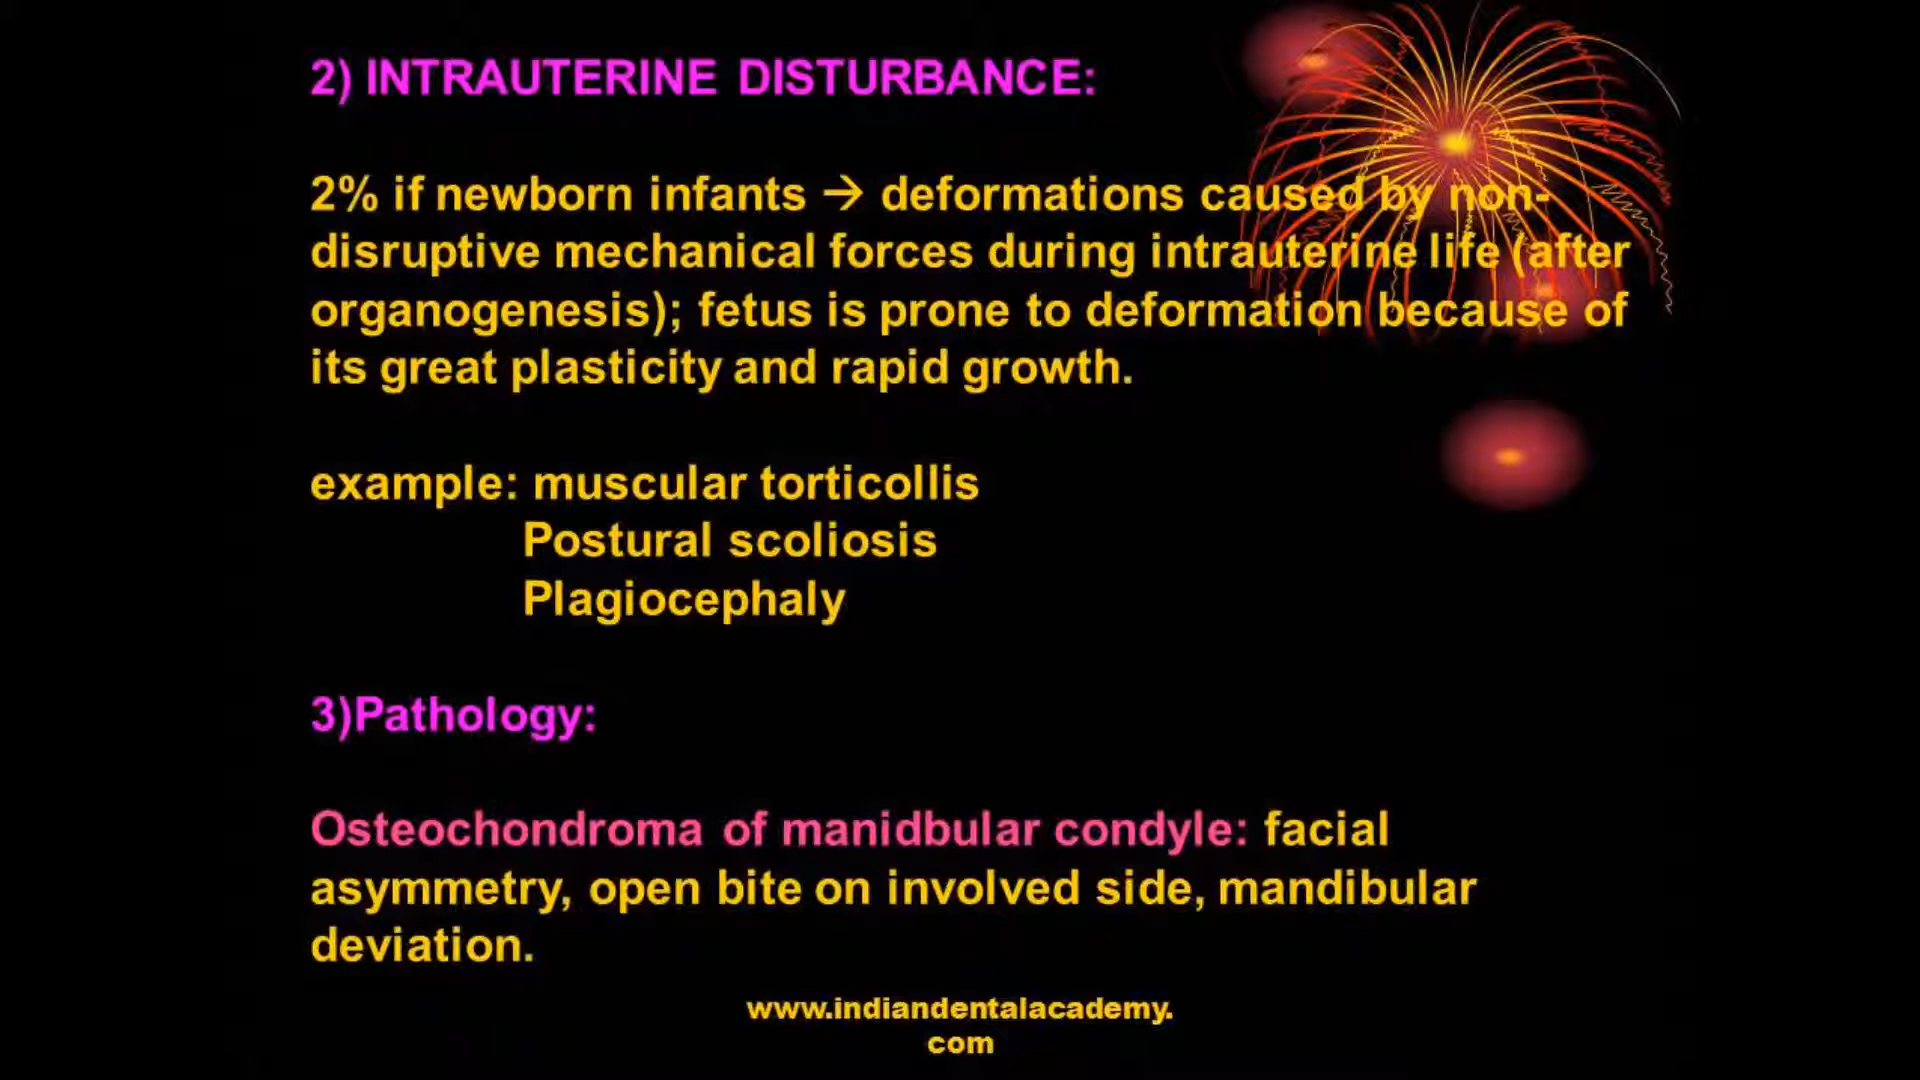 2) INTRAUTERINE DISTURBANCE:
2% if newborn infants → deformations caused by non-
disruptive mechanical forces during intrauterine life (after
organogenesis); fetus is prone to deformation because of
its great plasticity and rapid growth.
example: muscular torticollis
Postural scoliosis
Plagiocephaly
3)Pathology:
Osteochondroma of manidbular condyle: facial
asymmetry, open bite on involved side, mandibular
deviation.
www.indiandentalacademy.
com